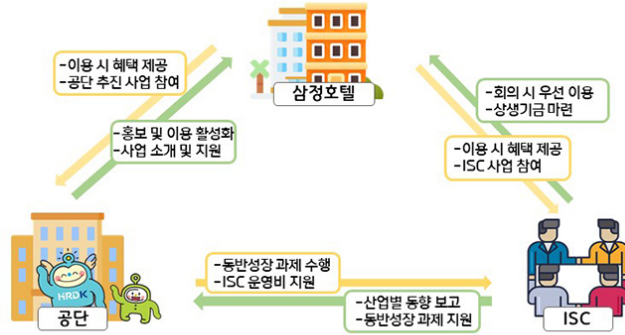 -이용 시 혜택 제공
-공단 추진 사업 참여
삼정호텔
-회의 시 우선 이용
-상생기금 마련
-홍보 및 이용 활성화
-사업 소개 및 지원
-이용 시 혜택 제공
-ISC 사업 참여
HRDK
-동반성장 과제 수행
-ISC 운영비 지원
-산업별 동향 보고
-동반성장 과제 지원
공단
ISC